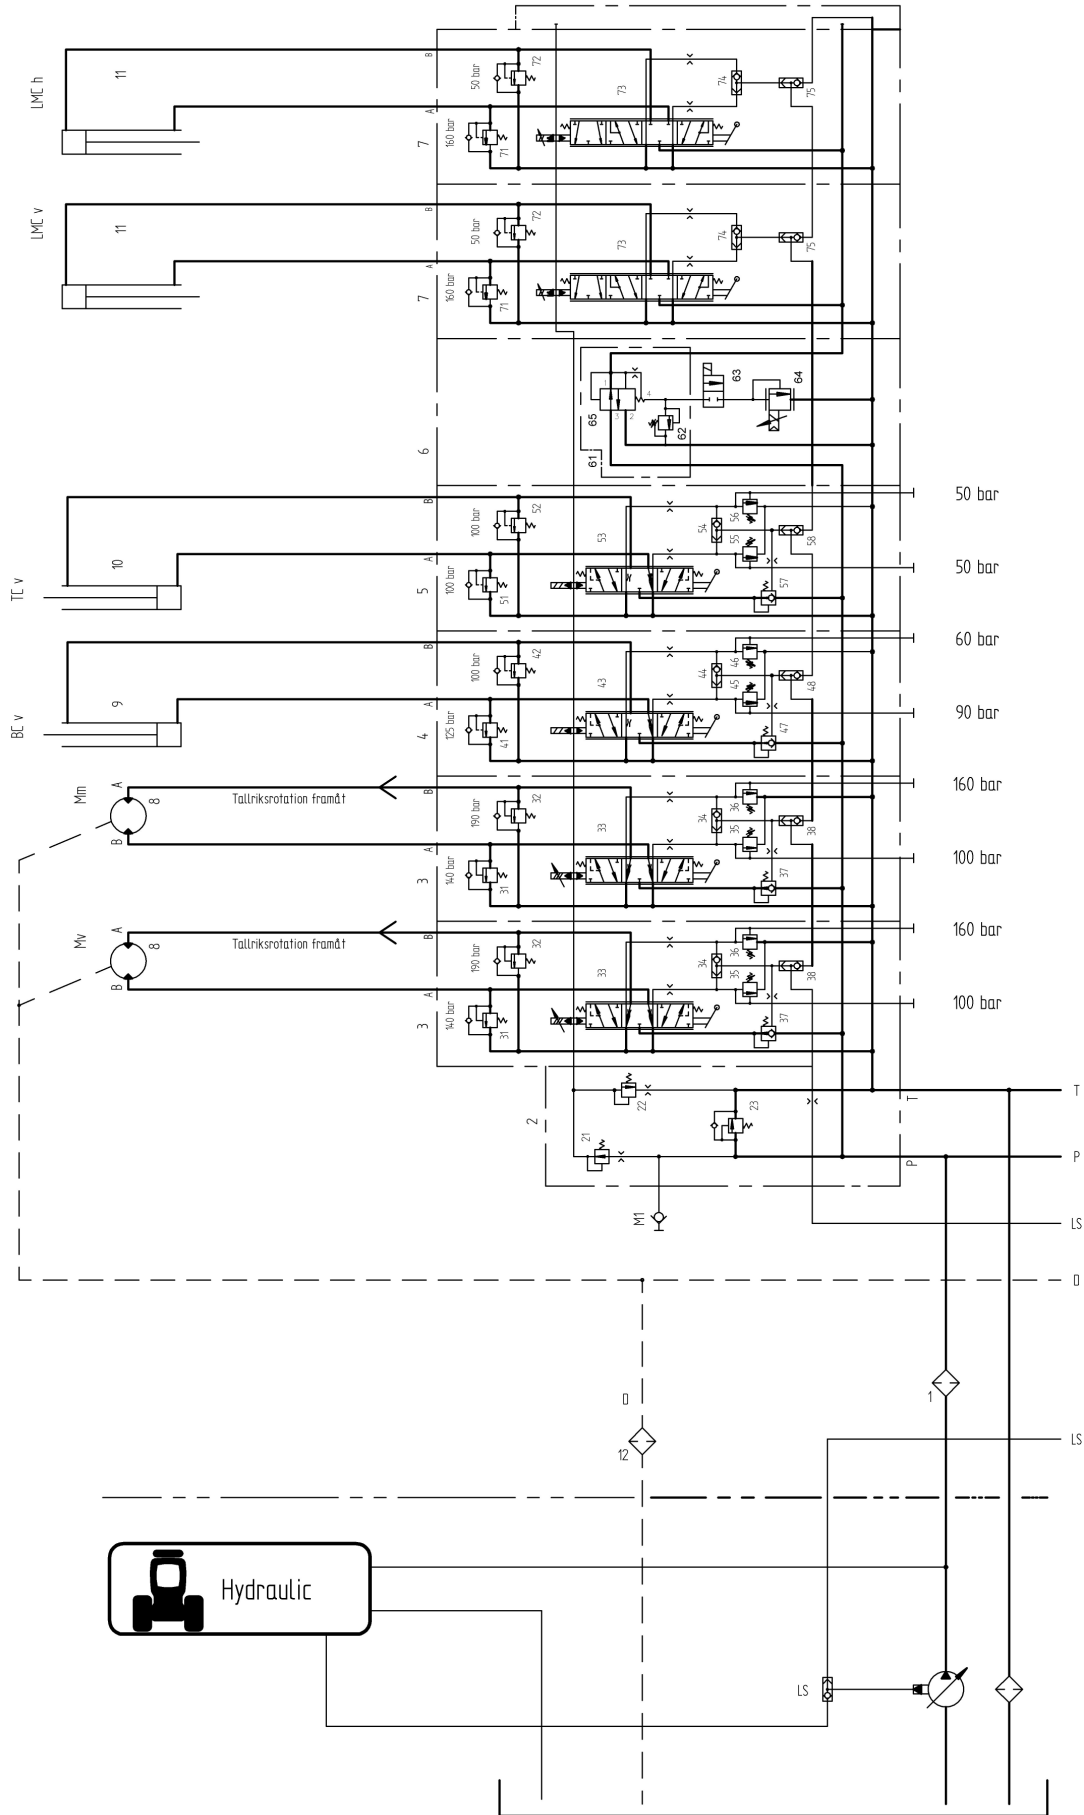 LMC h
11
B
A
7
50 bar
72
160 bar
71
73
74
75
LMC v
11
B
A
7
50 bar
72
160 bar
71
73
74
75
6
65
1
3
2
4
61
62
63
64
TC v
10
B
A
5
100 bar
52
100 bar
51
53
54
56
55
58
57
50 bar
50 bar
BC v
9
B
A
4
100 bar
42
125 bar
41
43
44
46
45
48
47
60 bar
90 bar
Mm
A
B
8
Tallriksrotation framåt
B
A
3
190 bar
32
140 bar
31
33
34
36
35
38
37
160 bar
100 bar
Mv
A
B
8
Tallriksrotation framåt
B
A
3
190 bar
32
140 bar
31
33
34
36
35
38
37
160 bar
100 bar
2
22
23
21
T
T
P
P
M1
LS
D
1
D
12
LS
Hydraulic
LS